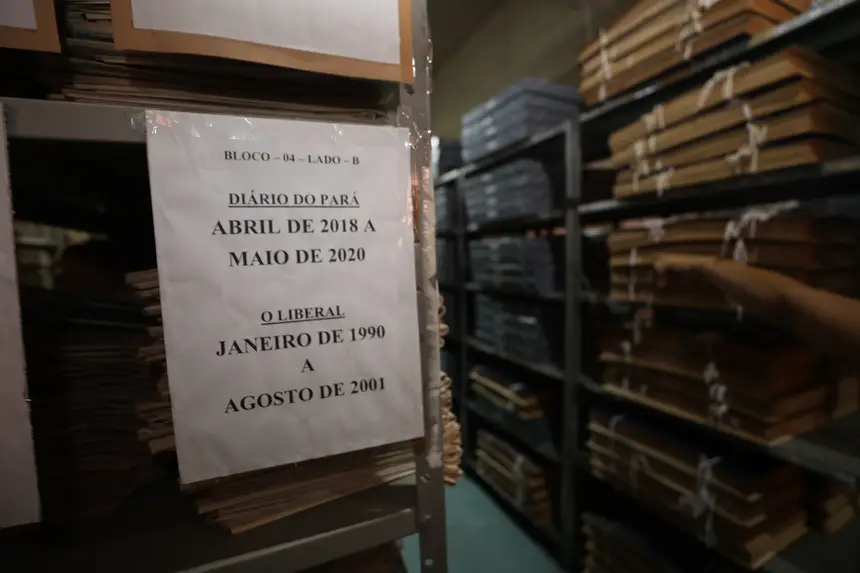 BLOCO – 04 – LADO – B
DIÁRIO DO PARÁ
ABRIL DE 2018 A
MAIO DE 2020
O LIBERAL
JANEIRO DE 1990
A
AGOSTO DE 2001